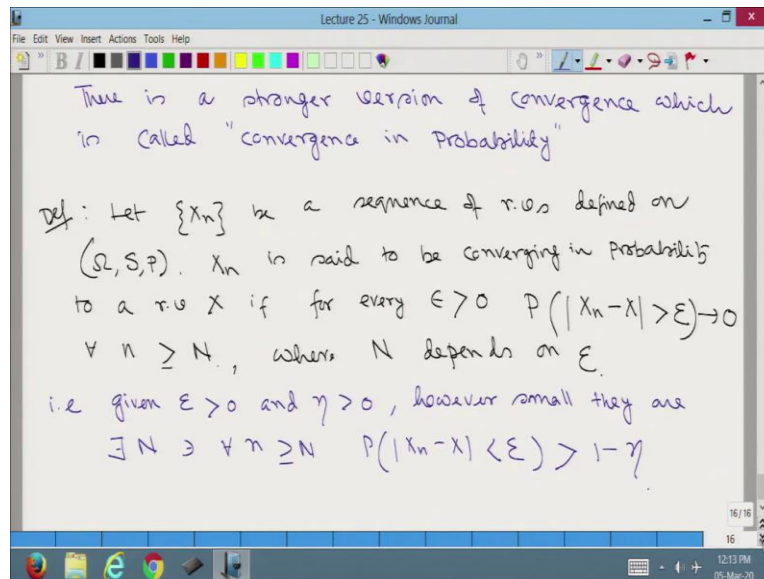 Lecture 25 - Windows Journal
File Edit View Insert Actions Tools Help
There is a stronger version of convergence which
is called "convergence in Probability"
Def: Let {Xn} be a sequence of r.vs defined on
(Ω, S, P). Xn is said to be converging in Probability
to a r.v X if for every ϵ > 0 P(|Xn - X| > ε) → 0
∀ n ≥ N, where N depends on ε.
i.e given ε > 0 and η > 0, however small they are
∃ N ∋ ∀ n ≥ N P(|Xn - X| < ε) > 1 - η.
16/16
16
12:13 PM
05-Mar-20